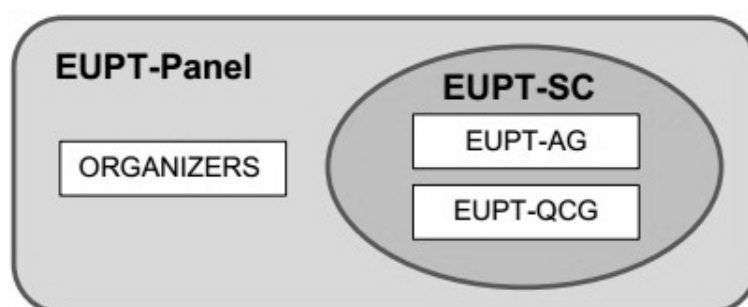 EUPT-Panel
EUPT-SC
EUPT-AG
ORGANIZERS
EUPT-QCG